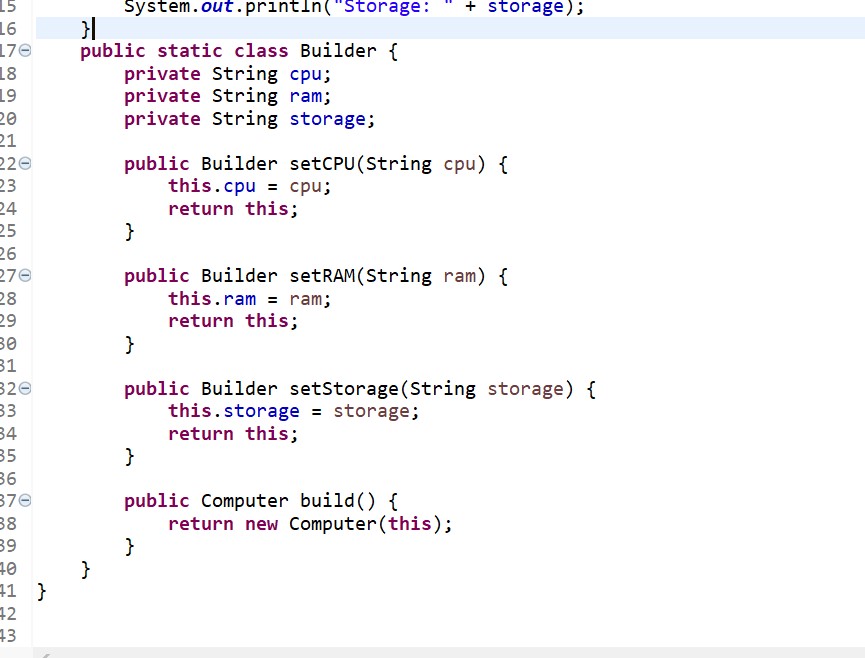 15 System.out.println("Storage: " + storage);
16 }
17 public static class Builder {
18 private String cpu;
19 private String ram;
20 private String storage;
21
22 public Builder setCPU(String cpu) {
23 this.cpu = cpu;
24 return this;
25 }
26
27 public Builder setRAM(String ram) {
28 this.ram = ram;
29 return this;
30 }
31
32 public Builder setStorage(String storage) {
33 this.storage = storage;
34 return this;
35 }
36
37 public Computer build() {
38 return new Computer(this);
39 }
40 }
41 }
42
43